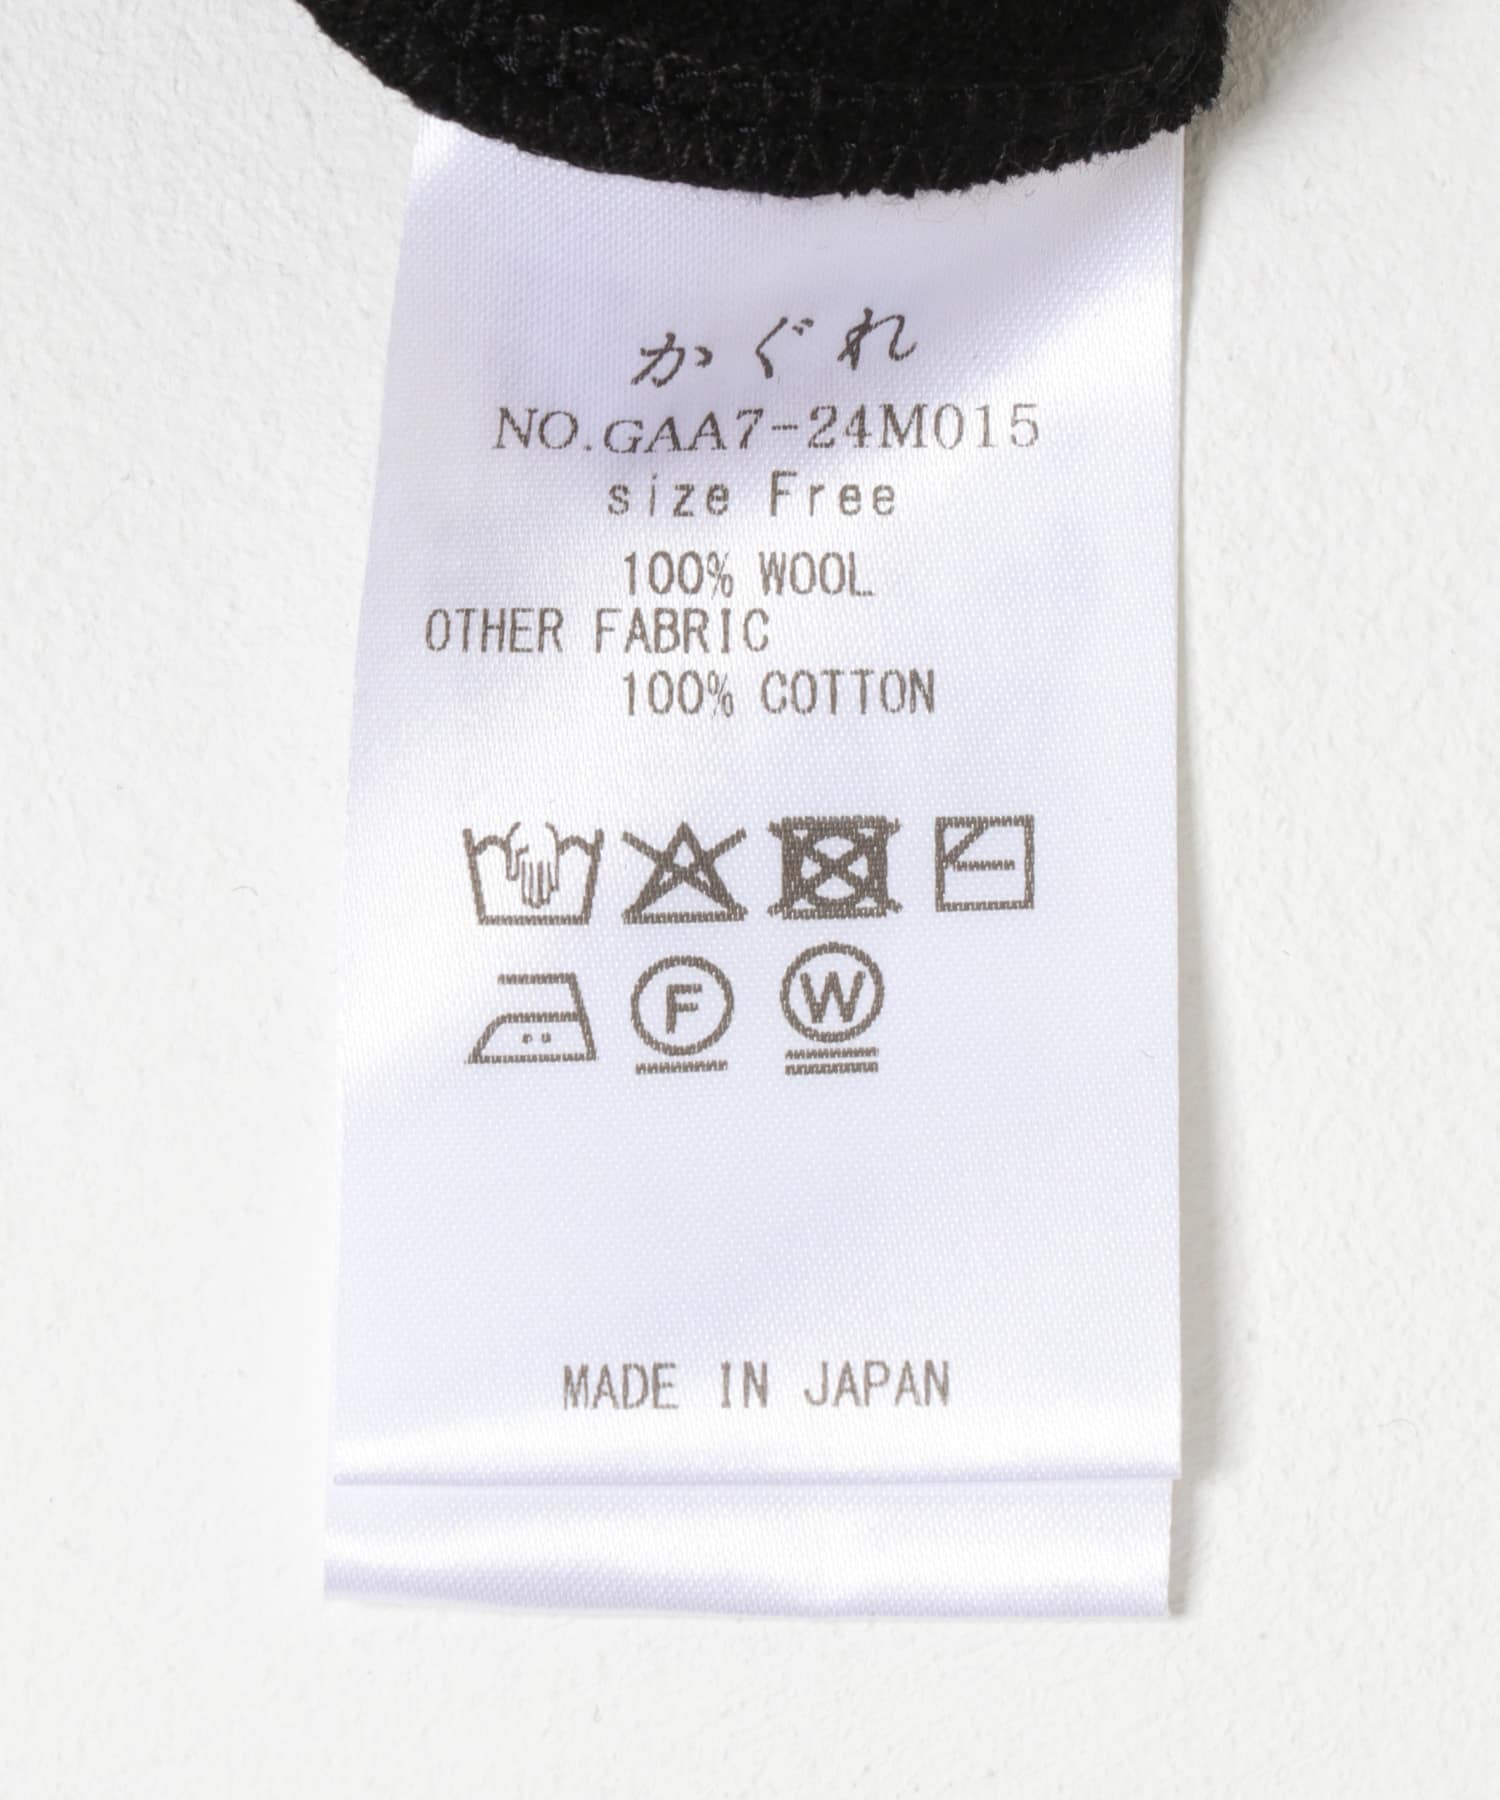 かぐれ
NO.GAA7-24M015
size Free
100% WOOL
OTHER FABRIC
100% COTTON
F W
MADE IN JAPAN